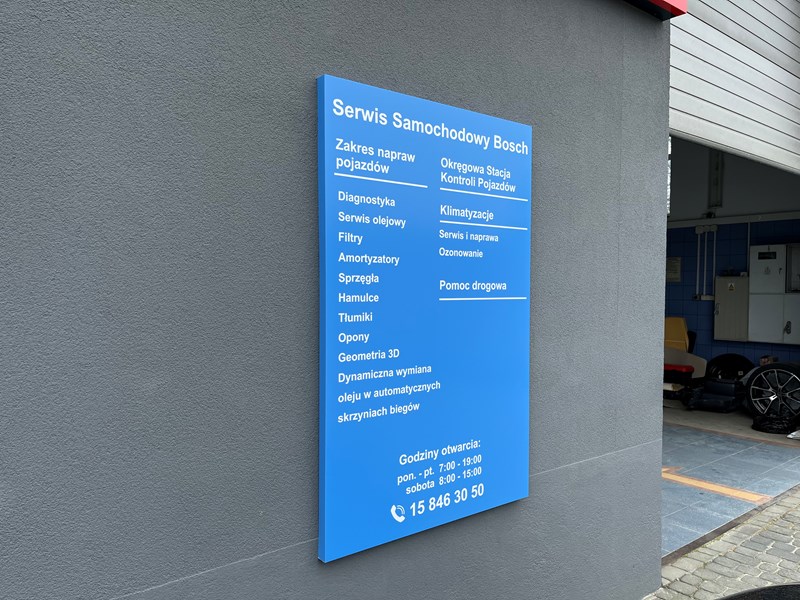 Serwis Samochodowy Bosch
Zakres napraw
pojazdów
Diagnostyka
Serwis olejowy
Filtry
Amortyzatory
Sprzęgła
Hamulce
Tłumiki
Opony
Geometria 3D
Dynamiczna wymiana
oleju w automatycznych
skrzyniach biegów
Okręgowa Stacja
Kontroli Pojazdów
Klimatyzacje
Serwis i naprawa
Ozonowanie
Pomoc drogowa
Godziny otwarcia:
pon. - pt. 7:00 - 19:00
sobota 8:00 - 15:00
15 846 30 50